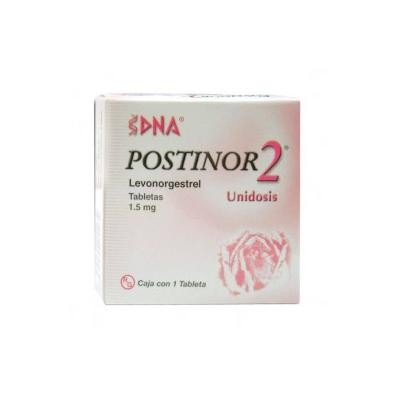 DNA®
POSTINOR 2®
Levonorgestrel
Unidosis
Tabletas
1.5 mg
Caja con 1 Tableta